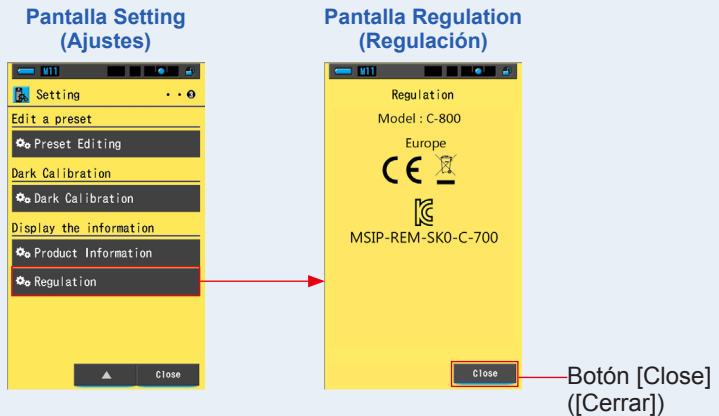 Pantalla Setting
(Ajustes)
M11
Setting
3
Edit a preset
Preset Editing
Dark Calibration
Dark Calibration
Display the information
Product Information
Regulation
Close
Pantalla Regulation
(Regulación)
M11
Regulation
Model : C-800
Europe
CE
MSIP-REM-SK0-C-700
Close
Botón [Close]
([Cerrar])